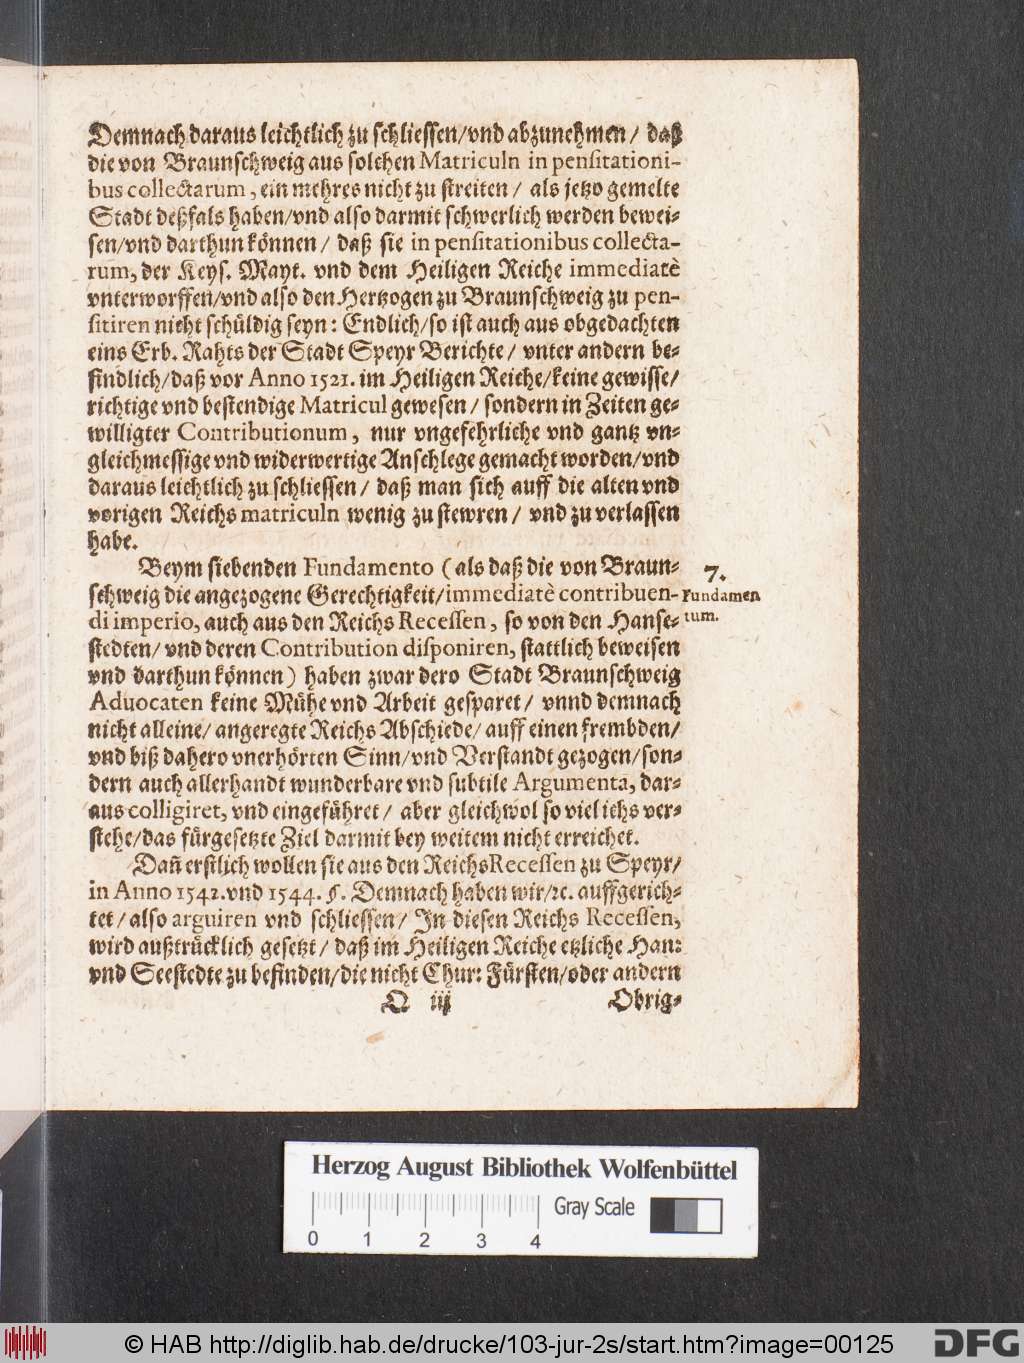 Demnach daraus leichtlich zu schliessen/vnd abzunehmen/ daß
die von Braunschweig aus solchen Matriculn in pensitationi-
bus collectarum, ein mehres nicht zu streiten/ als jetzo gemelte
Stadt deßfals haben/vnd also darmit schwerlich werden bewei-
sen/vnd darthun können/ daß sie in pensitationibus collecta-
rum, der Keys. Mayt. vnd dem Heiligen Reiche immediatè
vnterworffen/vnd also den Hertzogen zu Braunschweig zu pen-
sitiren nicht schüldig seyn: Endlich/so ist auch aus obgedachten
eins Erb. Rahts der Stadt Speyr Berichte/ vnter andern be-
findlich/daß vor Anno 1521. im Heiligen Reiche/keine gewisse/
richtige vnd bestendige Matricul gewesen/ sondern in Zeiten ge-
willigter Contributionum, nur vngefehrliche vnd gantz vn-
gleichmessige vnd widerwertige Anschlege gemacht worden/vnd
daraus leichtlich zu schliessen/ daß man sich auff die alten vnd
vorigen Reichs matriculn wenig zu stewren/ vnd zu verlassen
habe.
Beym siebenden Fundamento (als daß die von Braun-
schweig die angezogene Gerechtigkeit/immediatè contribuen-
di imperio, auch aus den Reichs Recessen, so von den Hanse-
stedten/ vnd deren Contribution disponiren, stattlich beweisen
vnd darthun können) haben zwar dero Stadt Braunschweig
Aduocaten keine Mühe vnd Arbeit gesparet/ vnnd demnach
nicht alleine/ angeregte Reichs Abschiede/ auff einen frembden/
vnd biß dahero vnerhörten Sinn/vnd Verstandt gezogen/son-
dern auch allerhandt wunderbare vnd subtile Argumenta, dar-
aus colligiret, vnd eingeführet/ aber gleichwol so viel ichs ver-
stehe/das fürgesetzte Ziel darmit bey weitem nicht erreichet.
Dañ erstlich wollen sie aus den ReichsRecessen zu Speyr/
in Anno 1542. vnd 1544. §. Demnach haben wir/ꝛc. auffgerich-
tet/ also arguiren vnd schliessen/ In diesen Reichs Recessen,
wird außtrücklich gesetzt/ daß im Heiligen Reiche etzliche Han:
vnd Seestedte zu befinden/die nicht Chur: Fürsten/oder andern
Q iij Obrig-
7.
Fundamen
tum.
Herzog August Bibliothek Wolfenbüttel
0 1 2 3 4 Gray Scale
© HAB http://diglib.hab.de/drucke/103-jur-2s/start.htm?image=00125
DFG